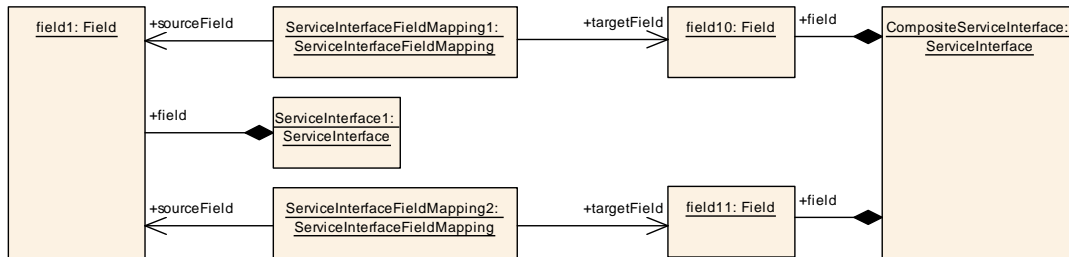 field1: Field
+sourceField
ServiceInterfaceFieldMapping1:
ServiceInterfaceFieldMapping
+targetField
field10: Field
+field
CompositeServiceInterface:
ServiceInterface
+field
ServiceInterface1:
ServiceInterface
+sourceField
ServiceInterfaceFieldMapping2:
ServiceInterfaceFieldMapping
+targetField
field11: Field
+field